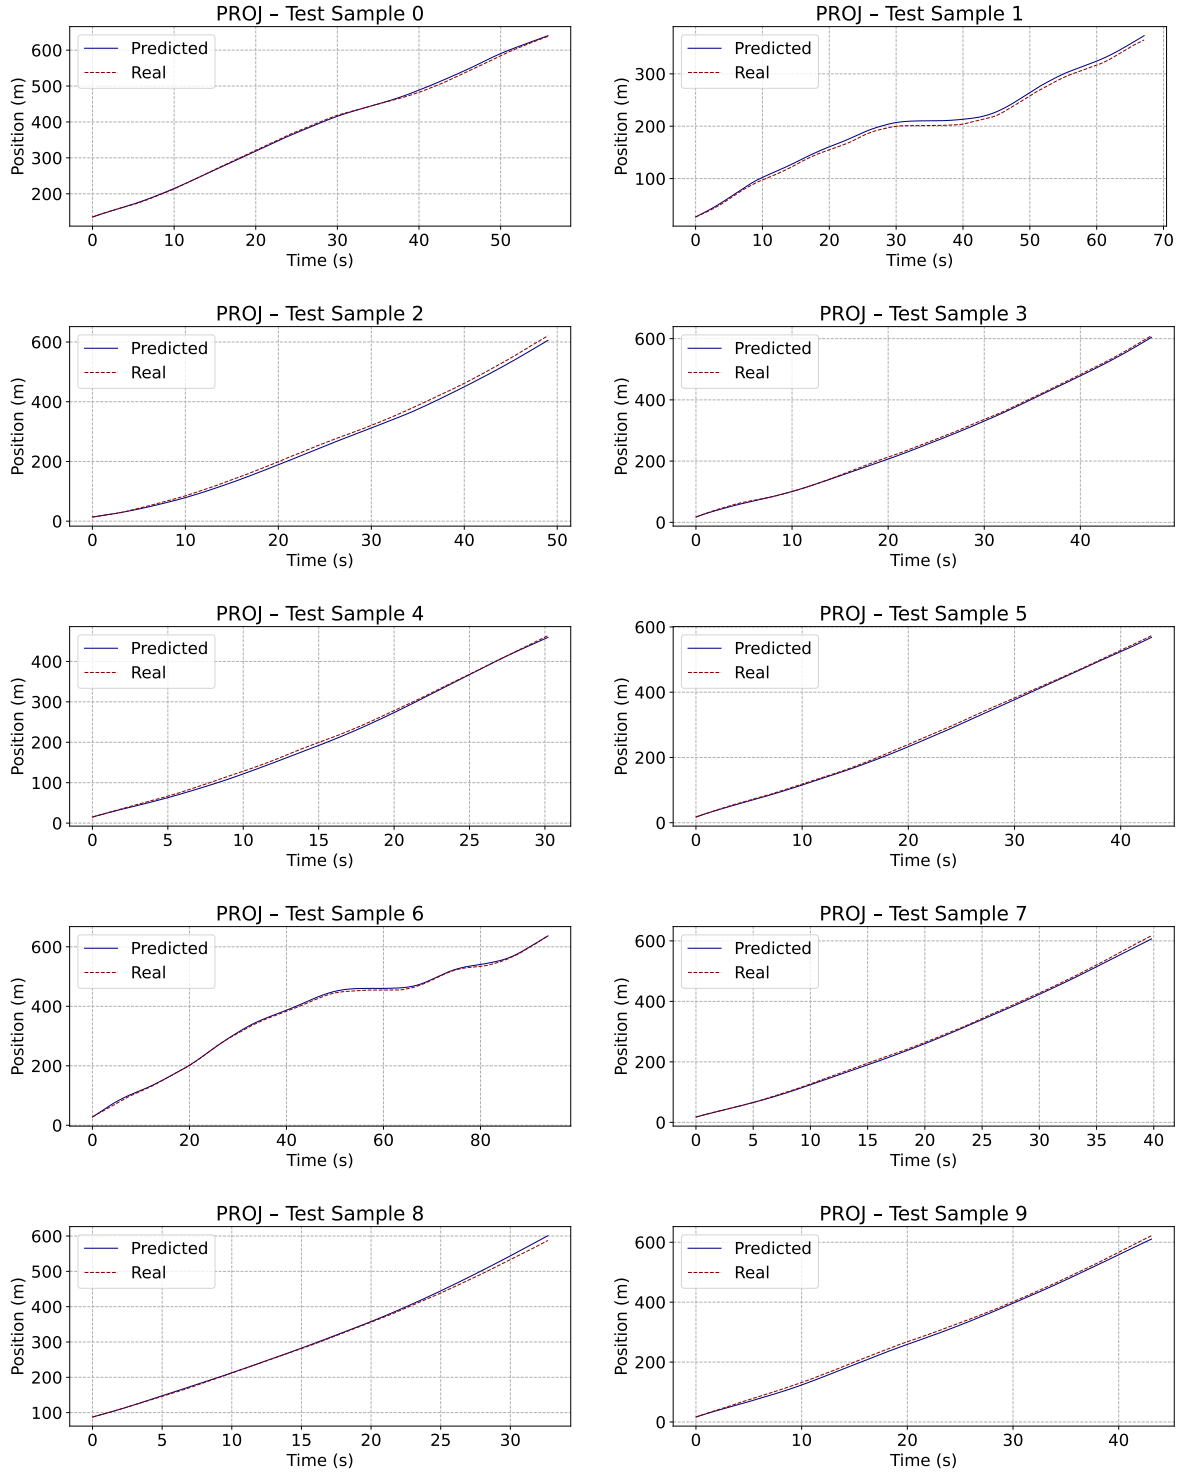 PROJ – Test Sample 0
Predicted
Real
600
500
400
300
200
Position (m)
0 10 20 30 40 50
Time (s)
PROJ – Test Sample 1
Predicted
Real
300
200
100
Position (m)
0 10 20 30 40 50 60 70
Time (s)
PROJ – Test Sample 2
Predicted
Real
600
400
200
0
Position (m)
0 10 20 30 40 50
Time (s)
PROJ – Test Sample 3
Predicted
Real
600
400
200
0
Position (m)
0 10 20 30 40
Time (s)
PROJ – Test Sample 4
Predicted
Real
400
300
200
100
0
Position (m)
0 5 10 15 20 25 30
Time (s)
PROJ – Test Sample 5
Predicted
Real
600
400
200
0
Position (m)
0 10 20 30 40
Time (s)
PROJ – Test Sample 6
Predicted
Real
600
400
200
0
Position (m)
0 20 40 60 80
Time (s)
PROJ – Test Sample 7
Predicted
Real
600
400
200
0
Position (m)
0 5 10 15 20 25 30 35 40
Time (s)
PROJ – Test Sample 8
Predicted
Real
600
500
400
300
200
100
Position (m)
0 5 10 15 20 25 30
Time (s)
PROJ – Test Sample 9
Predicted
Real
600
400
200
0
Position (m)
0 10 20 30 40
Time (s)